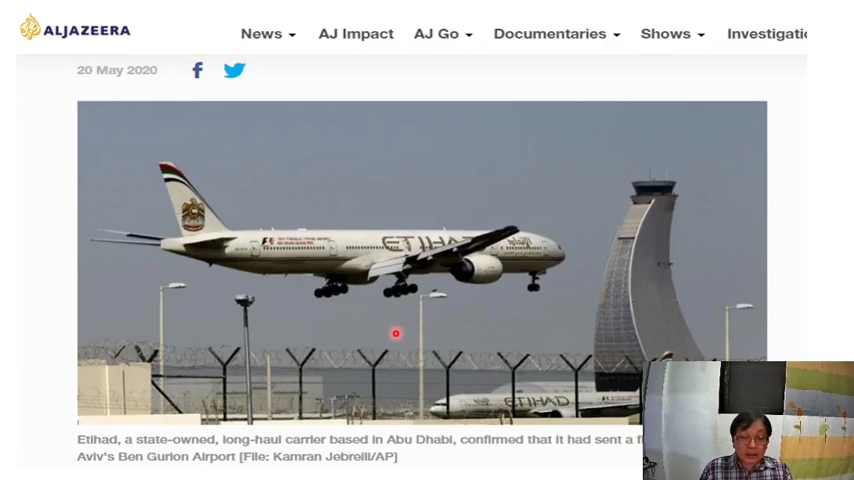 ALJAZEERA
News AJ Impact AJ Go Documentaries Shows
20 May 2020
ETIHAD
ETIHAD
Etihad, a state-owned, long-haul carrier based in Abu Dhabi, confirmed that it had sent a
Aviv's Ben Gurion Airport [File: Kamran Jebreili/AP]